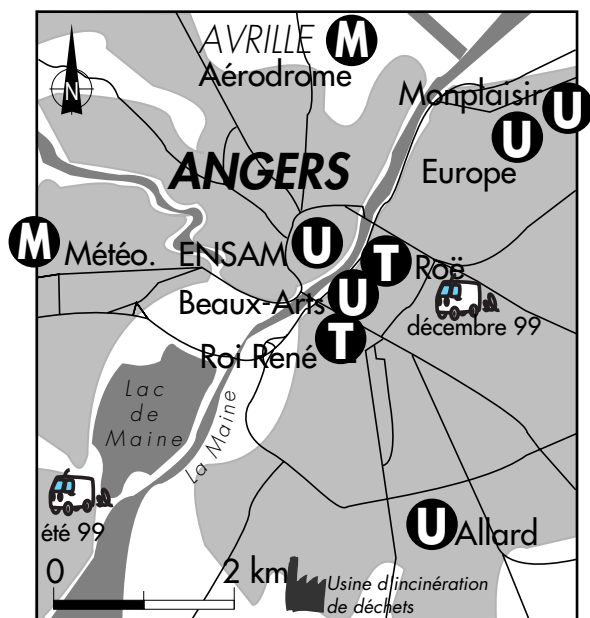 AVRILLE M
Aérodrome
N
Monplaisir U
U
Europe
ANGERS
M Météo.
ENSAM U
T Roë
Beaux-Arts U
décembre 99
Roi René T
Lac
de
Maine
La Maine
été 99
U Allard
0 2 km
Usine d'incinération
de déchets